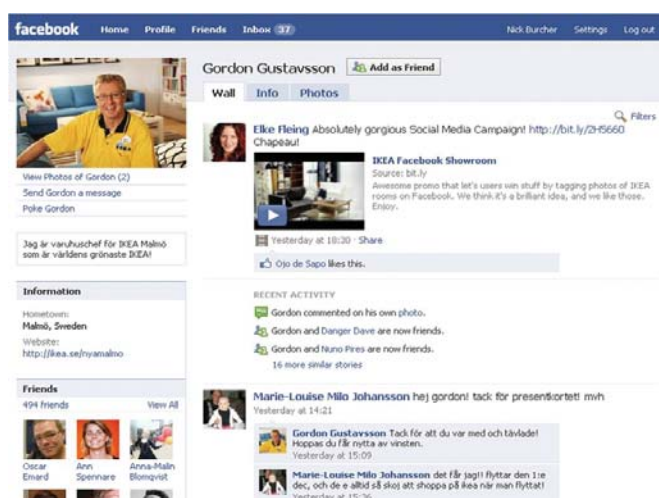 facebook Home Profile Friends Inbox 37 Nick Burcher Settings Log out
Gordon Gustavsson Add as Friend
Wall Info Photos
Filters
View Photos of Gordon (2)
Send Gordon a message
Poke Gordon
Jag är varuhuschef för IKEA Malmö
som är världens grönaste IKEA!
Information
Hometown:
Malmö, Sweden
Website:
http://ikea.se/nyamalmo
Friends
494 friends View All
Oscar
Emard
Ann
Spennare
Anna-Malin
Blomqvist
Elke Fleing Absolutely gorgious Social Media Campaign! http://bit.ly/2H5660
Chapeau!
IKEA Facebook Showroom
Source: bit.ly
Awesome promo that let's users win stuff by tagging photos of IKEA
rooms on Facebook. We think it's a brilliant idea, and we like those.
Enjoy.
Yesterday at 18:20 · Share
Ojo de Sapo likes this.
RECENT ACTIVITY
Gordon commented on his own photo.
Gordon and Danger Dave are now friends.
Gordon and Nuno Pires are now friends.
16 more similar stories
Marie-Louise Milo Johansson hej gordon! tack för presentkortet! mvh
Yesterday at 14:21
Gordon Gustavsson Tack för att du var med och tävlade!
Hoppas du får nytta av vinsten.
Yesterday at 15:09
Marie-Louise Milo Johansson det får jag!! flyttar den 1:e
dec, och de e alltid så skoj att shoppa på ikea när man flyttat!
Yesterday at 15:36